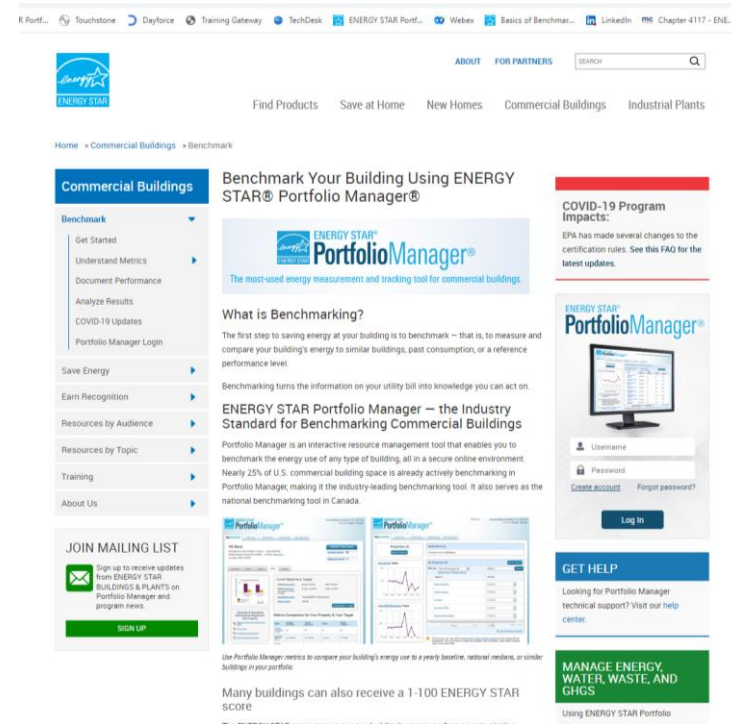 R Portf... Touchstone Dayforce Training Gateway TechDesk ENERGY STAR Portf... Webex Basics of Benchmar... LinkedIn Chapter 4117 - ENE...
energy
ENERGY STAR
ABOUT FOR PARTNERS SEARCH
Find Products Save at Home New Homes Commercial Buildings Industrial Plants
Home » Commercial Buildings » Benchmark
Commercial Buildings
Benchmark
Get Started
Understand Metrics
Document Performance
Analyze Results
COVID-19 Updates
Portfolio Manager Login
Save Energy
Earn Recognition
Resources by Audience
Resources by Topic
Training
About Us
JOIN MAILING LIST
Sign up to receive updates
from ENERGY STAR
BUILDINGS & PLANTS on
Portfolio Manager and
program news.
SIGN UP
Benchmark Your Building Using ENERGY
STAR® Portfolio Manager®
ENERGY STAR®
PortfolioManager®
The most-used energy measurement and tracking tool for commercial buildings.
What is Benchmarking?
The first step to saving energy at your building is to benchmark — that is, to measure and
compare your building's energy to similar buildings, past consumption, or a reference
performance level.
Benchmarking turns the information on your utility bill into knowledge you can act on.
ENERGY STAR Portfolio Manager — the Industry
Standard for Benchmarking Commercial Buildings
Portfolio Manager is an interactive resource management tool that enables you to
benchmark the energy use of any type of building, all in a secure online environment.
Nearly 25% of U.S. commercial building space is already actively benchmarking in
Portfolio Manager, making it the industry-leading benchmarking tool. It also serves as the
national benchmarking tool in Canada.
PortfolioManager®
PortfolioManager®
Use Portfolio Manager metrics to compare your building's energy use to a yearly baseline, national medians, or similar
buildings in your portfolio.
Many buildings can also receive a 1-100 ENERGY STAR
score
COVID-19 Program
Impacts:
EPA has made several changes to the
certification rules. See this FAQ for the
latest updates.
ENERGY STAR®
PortfolioManager®
Username
Password
Create account Forgot password?
Log In
GET HELP
Looking for Portfolio Manager
technical support? Visit our help
center.
MANAGE ENERGY,
WATER, WASTE, AND
GHGS
Using ENERGY STAR Portfolio